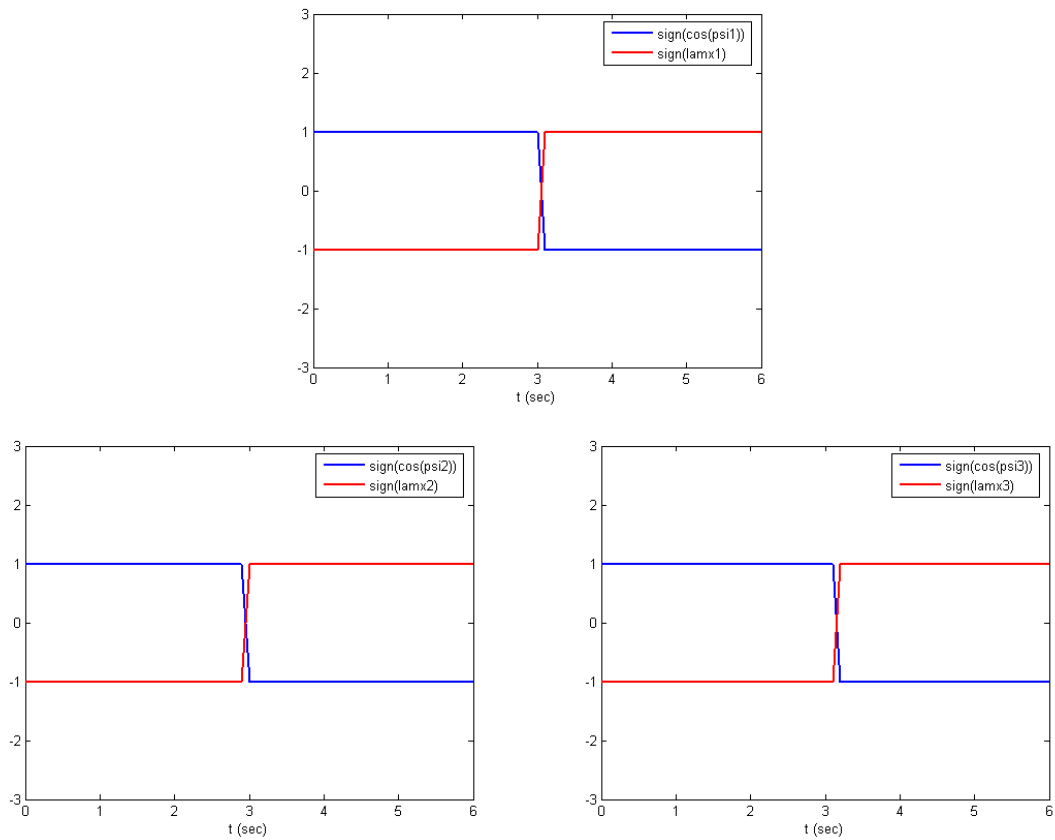 3
sign(cos(psi1))
sign(lamx1)
2
1
0
-1
-2
-3
0 1 2 3 4 5 6
t (sec)
3
sign(cos(psi2))
sign(lamx2)
2
1
0
-1
-2
-3
0 1 2 3 4 5 6
t (sec)
3
sign(cos(psi3))
sign(lamx3)
2
1
0
-1
-2
-3
0 1 2 3 4 5 6
t (sec)